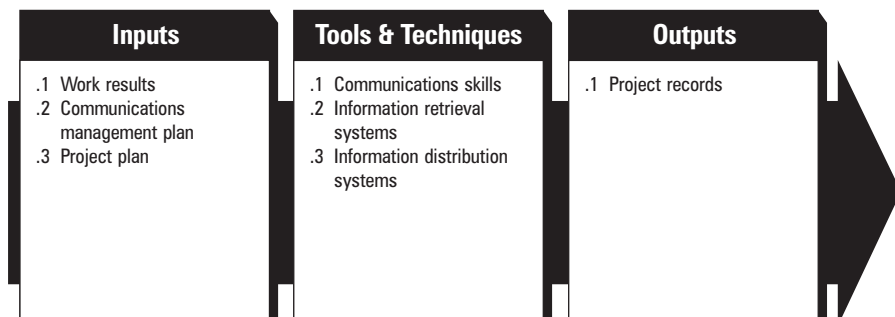 Inputs
.1 Work results
.2 Communications
management plan
.3 Project plan
Tools & Techniques
.1 Communications skills
.2 Information retrieval
systems
.3 Information distribution
systems
Outputs
.1 Project records